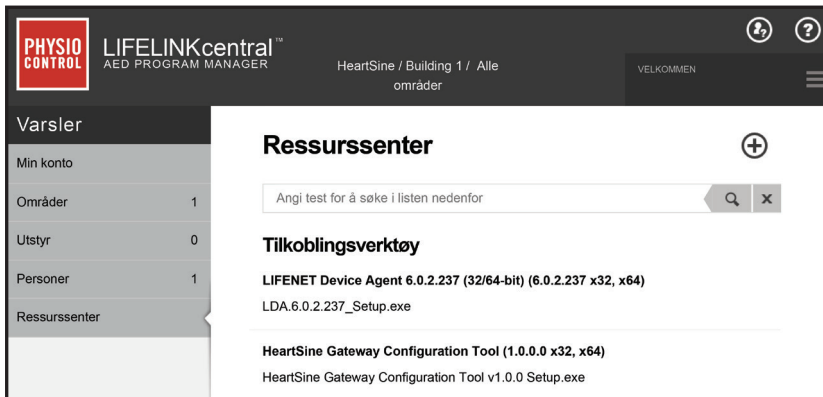 PHYSIO
CONTROL
LIFELINKcentral™
AED PROGRAM MANAGER
HeartSine / Building 1 / Alle
områder
VELKOMMEN
Varsler
Min konto
Områder 1
Utstyr 0
Personer 1
Ressurssenter
Ressurssenter
Angi test for å søke i listen nedenfor
Tilkoblingsverktøy
LIFENET Device Agent 6.0.2.237 (32/64-bit) (6.0.2.237 x32, x64)
LDA.6.0.2.237_Setup.exe
HeartSine Gateway Configuration Tool (1.0.0.0 x32, x64)
HeartSine Gateway Configuration Tool v1.0.0 Setup.exe